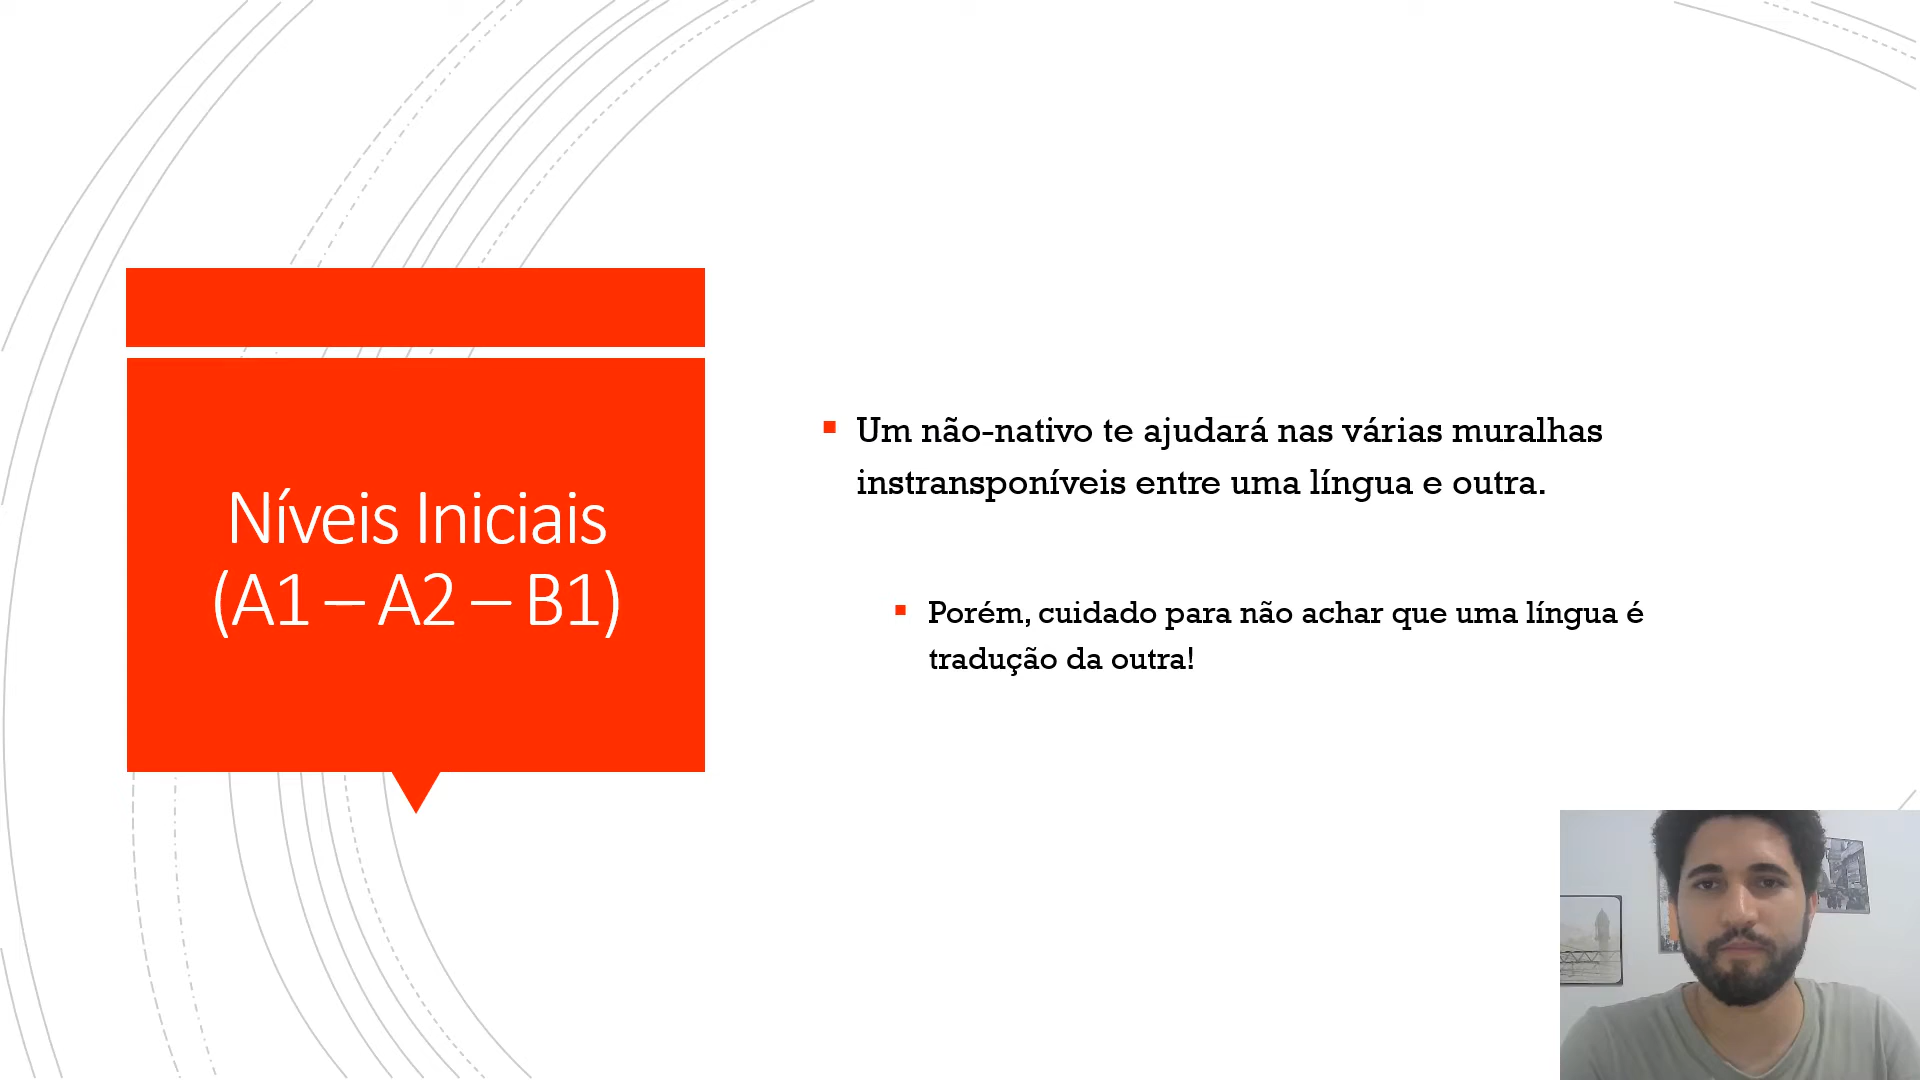 Níveis Iniciais
(A1 – A2 – B1)
Um não-nativo te ajudará nas várias muralhas
instransponíveis entre uma língua e outra.
Porém, cuidado para não achar que uma língua é
tradução da outra!